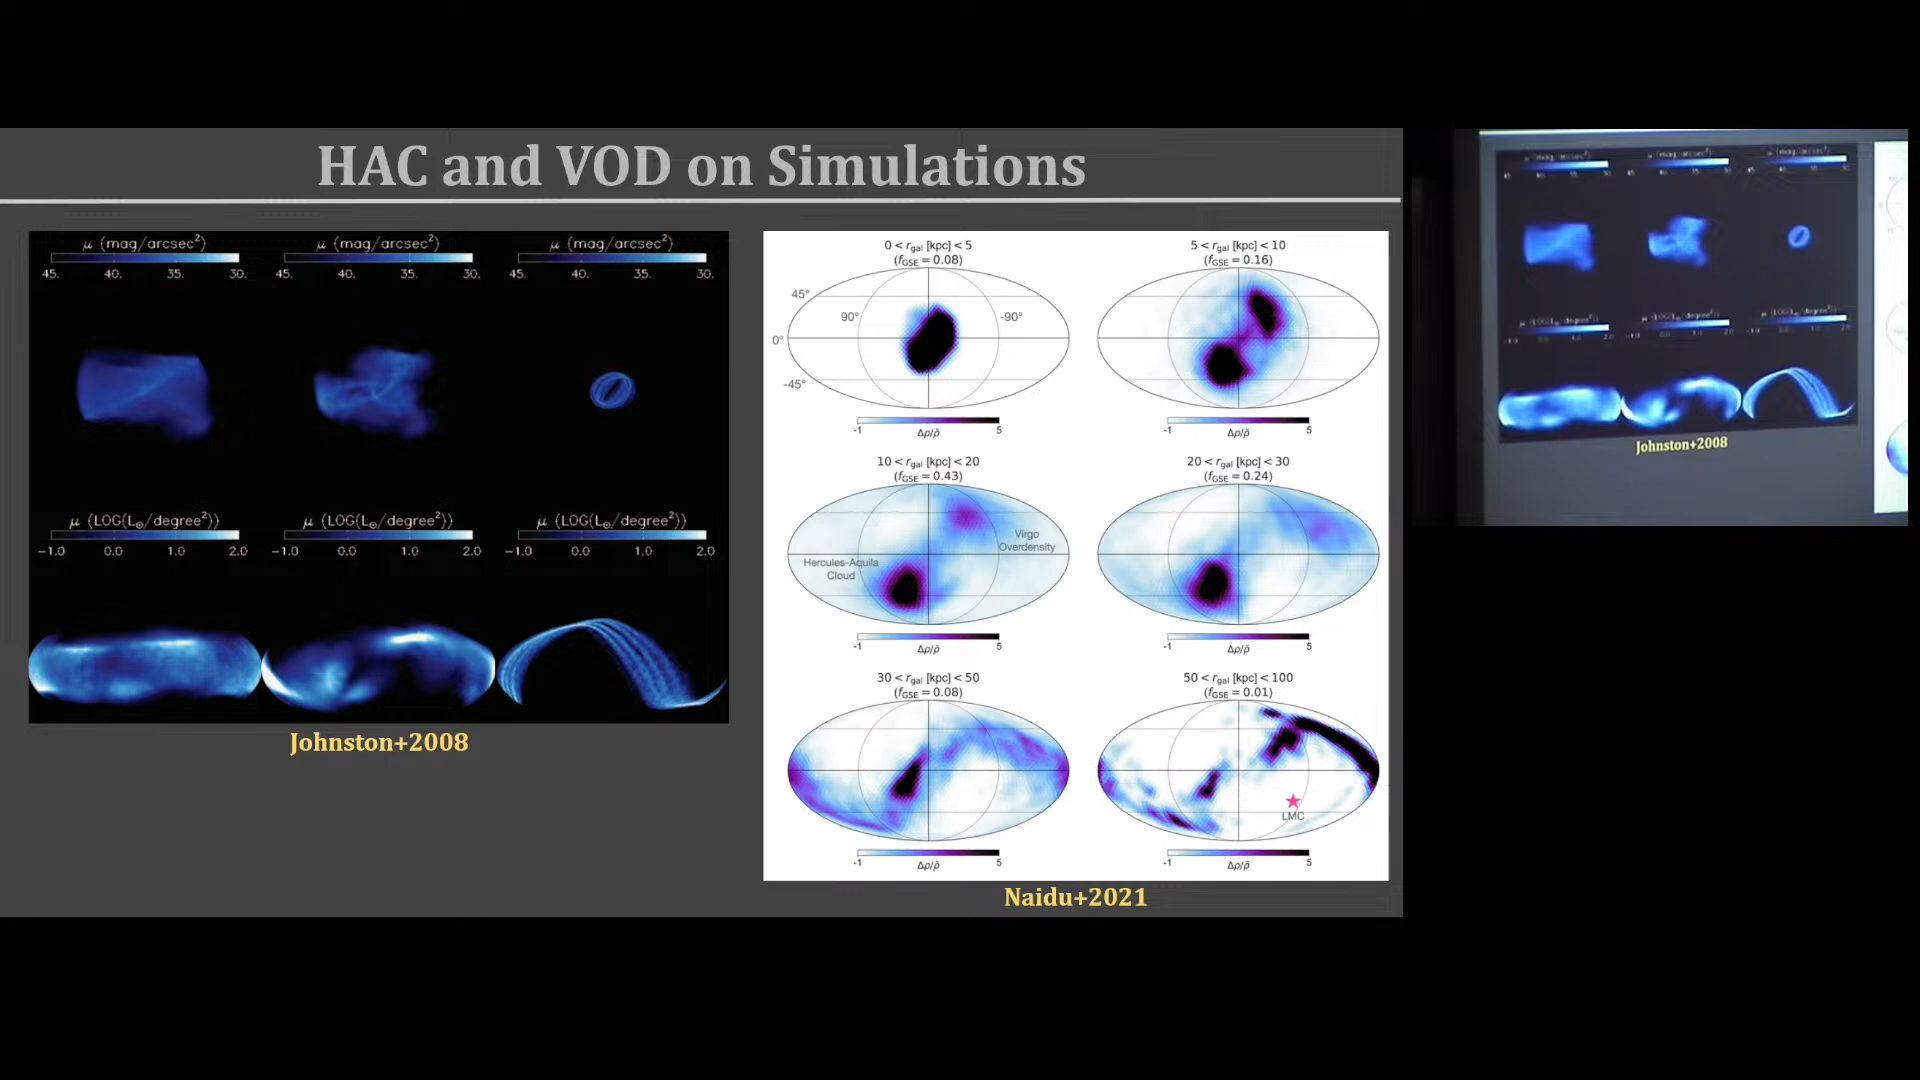 HAC and VOD on Simulations
μ (mag/arcsec²) μ (mag/arcsec²) μ (mag/arcsec²)
45. 40. 35. 30. 45. 40. 35. 30. 45. 40. 35. 30.
μ (LOG(L☉/degree²)) μ (LOG(L☉/degree²)) μ (LOG(L☉/degree²))
−1.0 0.0 1.0 2.0 −1.0 0.0 1.0 2.0 −1.0 0.0 1.0 2.0
Johnston+2008
0 < r_gal [kpc] < 5
(f_GSE = 0.08)
45°
90°
-90°
0°
-45°
-1 5
Δρ/ρ̄
5 < r_gal [kpc] < 10
(f_GSE = 0.16)
-1 5
Δρ/ρ̄
10 < r_gal [kpc] < 20
(f_GSE = 0.43)
Virgo
Overdensity
Hercules-Aquila
Cloud
-1 5
Δρ/ρ̄
20 < r_gal [kpc] < 30
(f_GSE = 0.24)
-1 5
Δρ/ρ̄
30 < r_gal [kpc] < 50
(f_GSE = 0.08)
-1 5
Δρ/ρ̄
50 < r_gal [kpc] < 100
(f_GSE = 0.01)
LMC
-1 5
Δρ/ρ̄
Naidu+2021
Johnston+2008